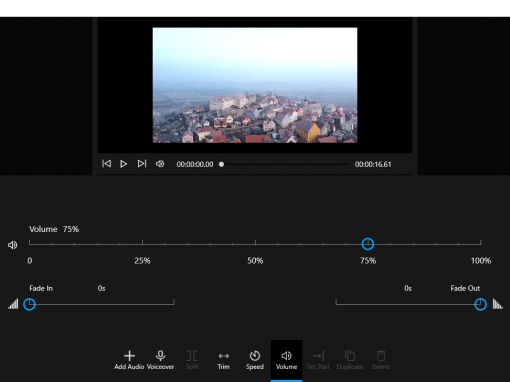 00:00:00.00 00:00:16.61
Volume 75%
0 25% 50% 75% 100%
Fade In 0s 0s Fade Out
Add Audio Voiceover Split Trim Speed Volume Set Start Duplicate Delete